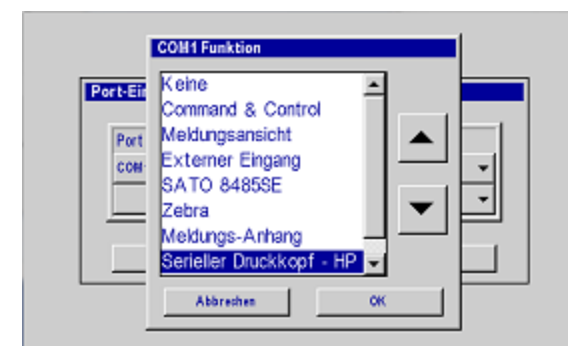 COM1 Funktion
Port-Ein
Port
COM
Keine
Command & Control
Meldungsansicht
Externer Eingang
SATO 8485SE
Zebra
Meldungs-Anhang
Serieller Druckkopf - HP
Abbrechen
OK